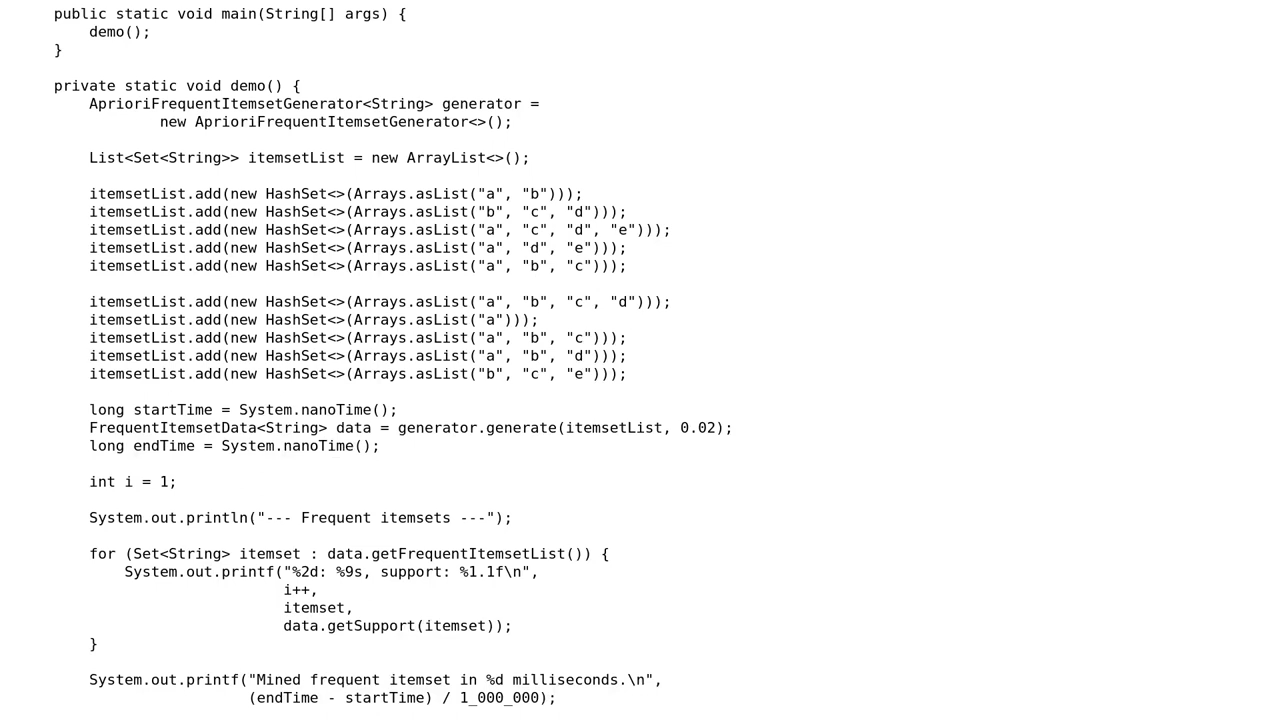 public static void main(String[] args) {
demo();
}
private static void demo() {
AprioriFrequentItemsetGenerator<String> generator =
new AprioriFrequentItemsetGenerator<>();
List<Set<String>> itemsetList = new ArrayList<>();
itemsetList.add(new HashSet<>(Arrays.asList("a", "b")));
itemsetList.add(new HashSet<>(Arrays.asList("b", "c", "d")));
itemsetList.add(new HashSet<>(Arrays.asList("a", "c", "d", "e")));
itemsetList.add(new HashSet<>(Arrays.asList("a", "d", "e")));
itemsetList.add(new HashSet<>(Arrays.asList("a", "b", "c")));
itemsetList.add(new HashSet<>(Arrays.asList("a", "b", "c", "d")));
itemsetList.add(new HashSet<>(Arrays.asList("a")));
itemsetList.add(new HashSet<>(Arrays.asList("a", "b", "c")));
itemsetList.add(new HashSet<>(Arrays.asList("a", "b", "d")));
itemsetList.add(new HashSet<>(Arrays.asList("b", "c", "e")));
long startTime = System.nanoTime();
FrequentItemsetData<String> data = generator.generate(itemsetList, 0.02);
long endTime = System.nanoTime();
int i = 1;
System.out.println("--- Frequent itemsets ---");
for (Set<String> itemset : data.getFrequentItemsetList()) {
System.out.printf("%2d: %9s, support: %1.1f\n",
i++,
itemset,
data.getSupport(itemset));
}
System.out.printf("Mined frequent itemset in %d milliseconds.\n",
(endTime - startTime) / 1_000_000);